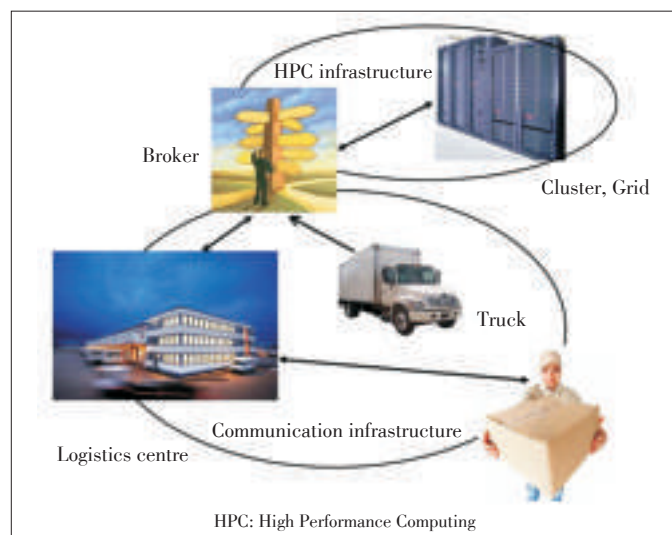 HPC infrastructure
Broker
Cluster, Grid
Truck
Communication infrastructure
Logistics centre
HPC: High Performance Computing